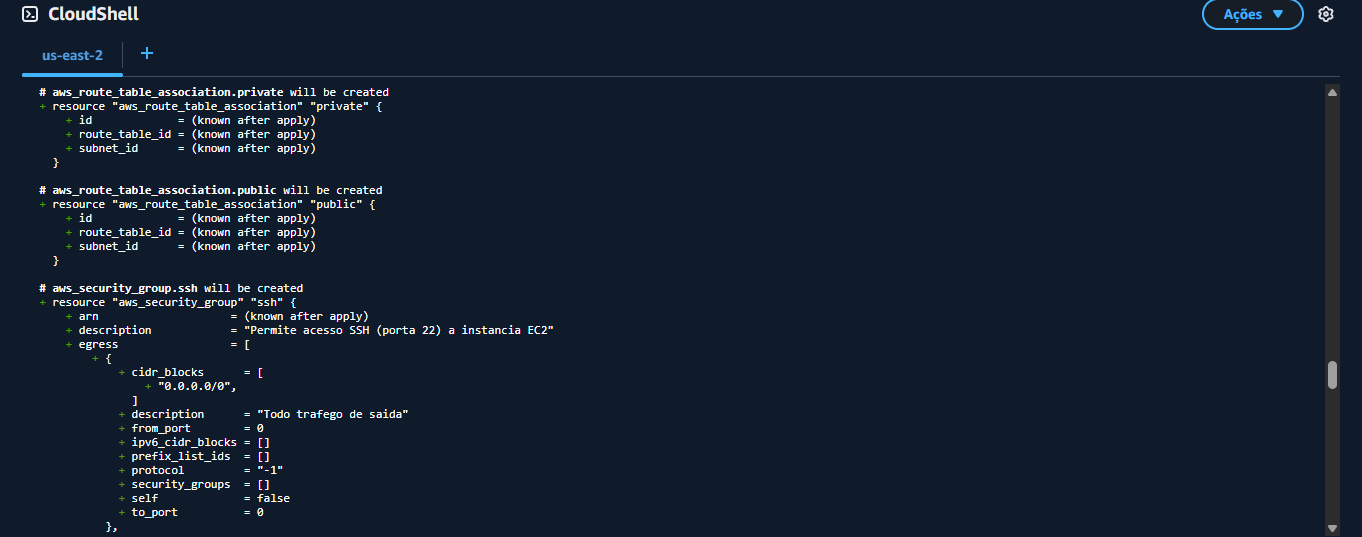 CloudShell
Ações
us-east-2
+
# aws_route_table_association.private will be created
+ resource "aws_route_table_association" "private" {
+ id = (known after apply)
+ route_table_id = (known after apply)
+ subnet_id = (known after apply)
}
# aws_route_table_association.public will be created
+ resource "aws_route_table_association" "public" {
+ id = (known after apply)
+ route_table_id = (known after apply)
+ subnet_id = (known after apply)
}
# aws_security_group.ssh will be created
+ resource "aws_security_group" "ssh" {
+ arn = (known after apply)
+ description = "Permite acesso SSH (porta 22) a instancia EC2"
+ egress = [
+ {
+ cidr_blocks = [
+ "0.0.0.0/0",
]
+ description = "Todo trafego de saida"
+ from_port = 0
+ ipv6_cidr_blocks = []
+ prefix_list_ids = []
+ protocol = "-1"
+ security_groups = []
+ self = false
+ to_port = 0
},